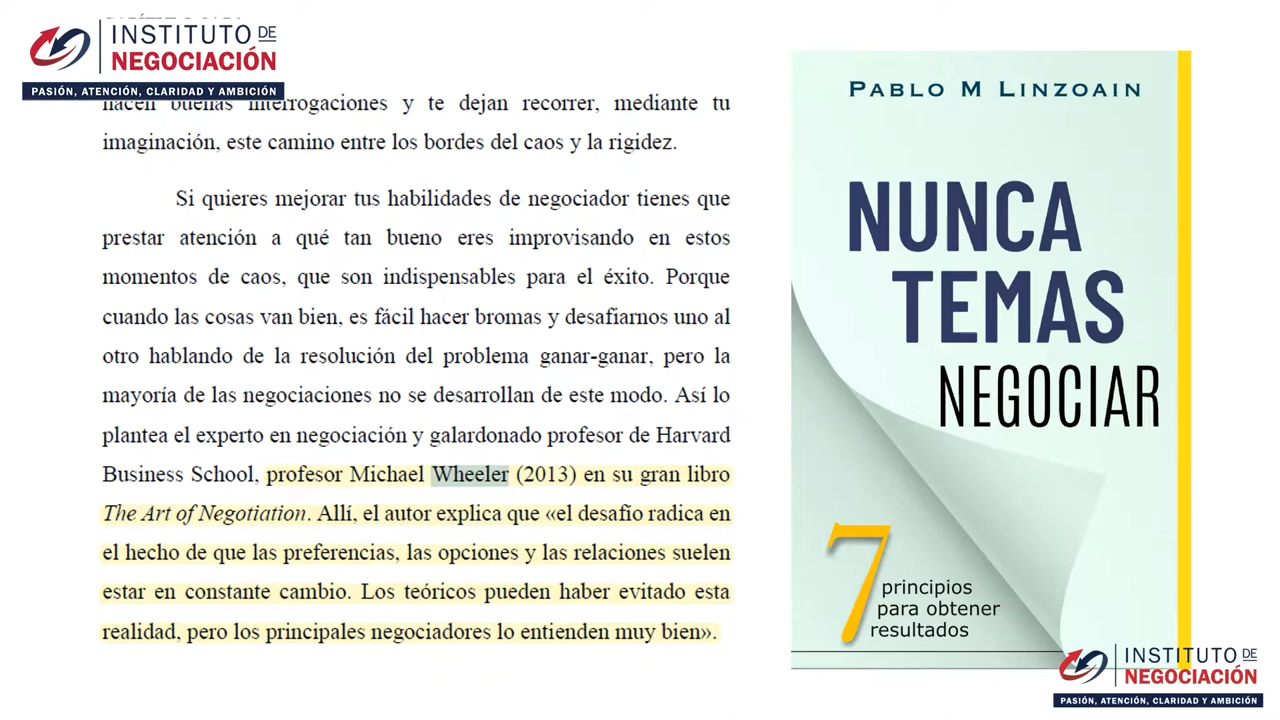 INSTITUTO DE
NEGOCIACIÓN
PASIÓN, ATENCIÓN, CLARIDAD Y AMBICIÓN
hacen buenas interrogaciones y te dejan recorrer, mediante tu
imaginación, este camino entre los bordes del caos y la rigidez.
Si quieres mejorar tus habilidades de negociador tienes que
prestar atención a qué tan bueno eres improvisando en estos
momentos de caos, que son indispensables para el éxito. Porque
cuando las cosas van bien, es fácil hacer bromas y desafiarnos uno al
otro hablando de la resolución del problema ganar-ganar, pero la
mayoría de las negociaciones no se desarrollan de este modo. Así lo
plantea el experto en negociación y galardonado profesor de Harvard
Business School, profesor Michael Wheeler (2013) en su gran libro
The Art of Negotiation. Allí, el autor explica que «el desafío radica en
el hecho de que las preferencias, las opciones y las relaciones suelen
estar en constante cambio. Los teóricos pueden haber evitado esta
realidad, pero los principales negociadores lo entienden muy bien».
PABLO M LINZOAIN
NUNCA
TEMAS
NEGOCIAR
7 principios
para obtener
resultados
INSTITUTO DE
NEGOCIACIÓN
PASIÓN, ATENCIÓN, CLARIDAD Y AMBICIÓN